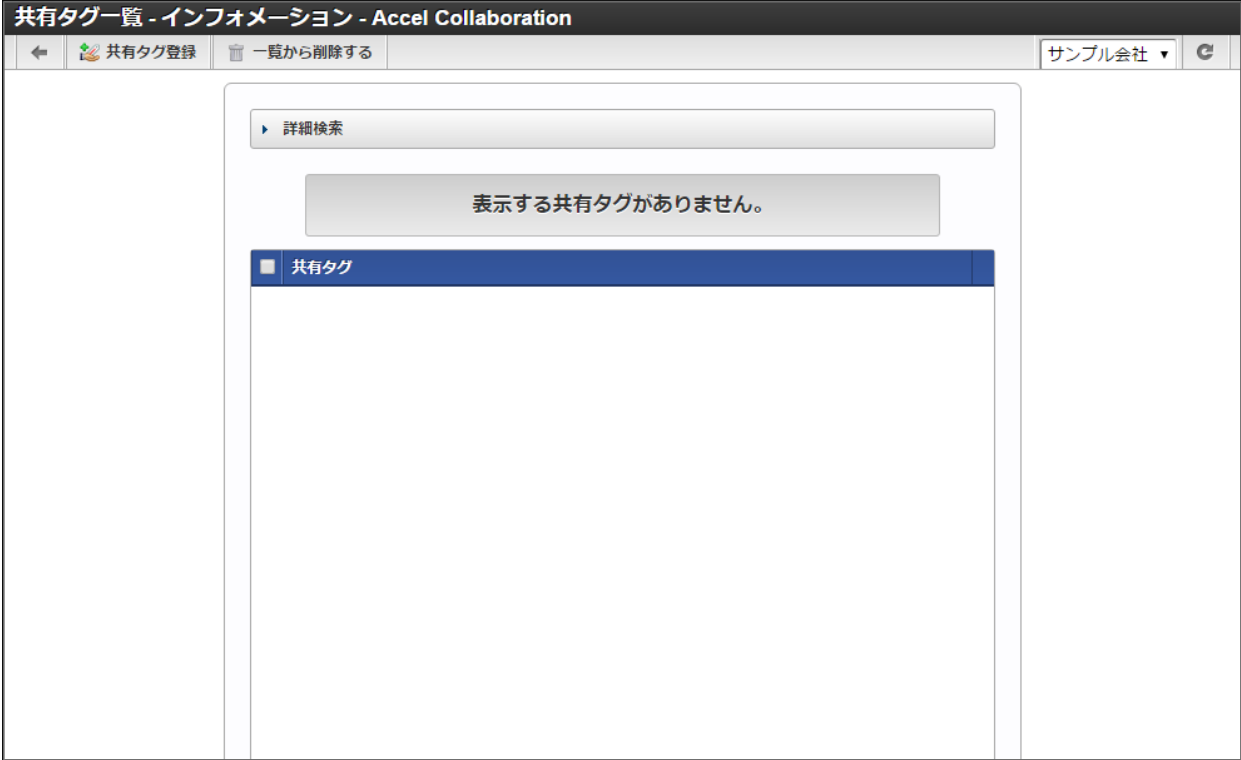 共有タグ一覧 - インフォメーション - Accel Collaboration
共有タグ登録 一覧から削除する サンプル会社
詳細検索
表示する共有タグがありません。
共有タグ